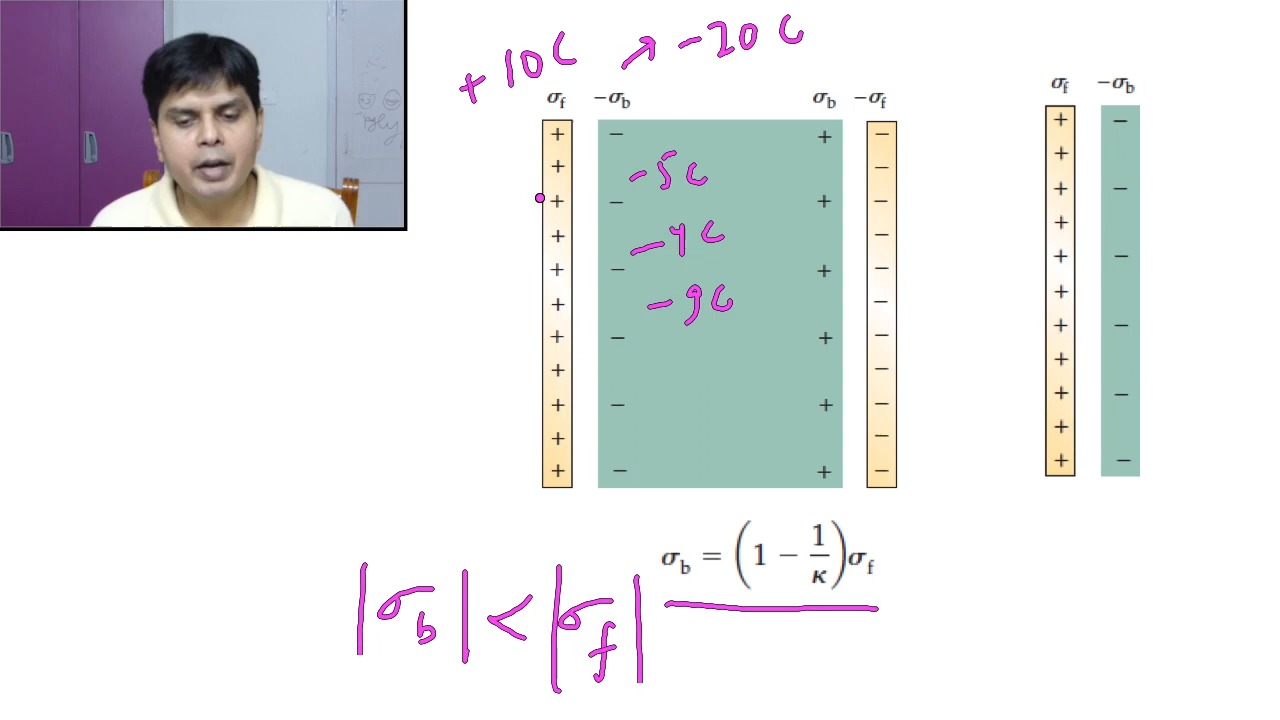 +10C → -20C
σf −σb σb −σf
σf −σb
-5C
-4C
-9C
σb = (1 − 1/κ)σf
|σb| < |σf|